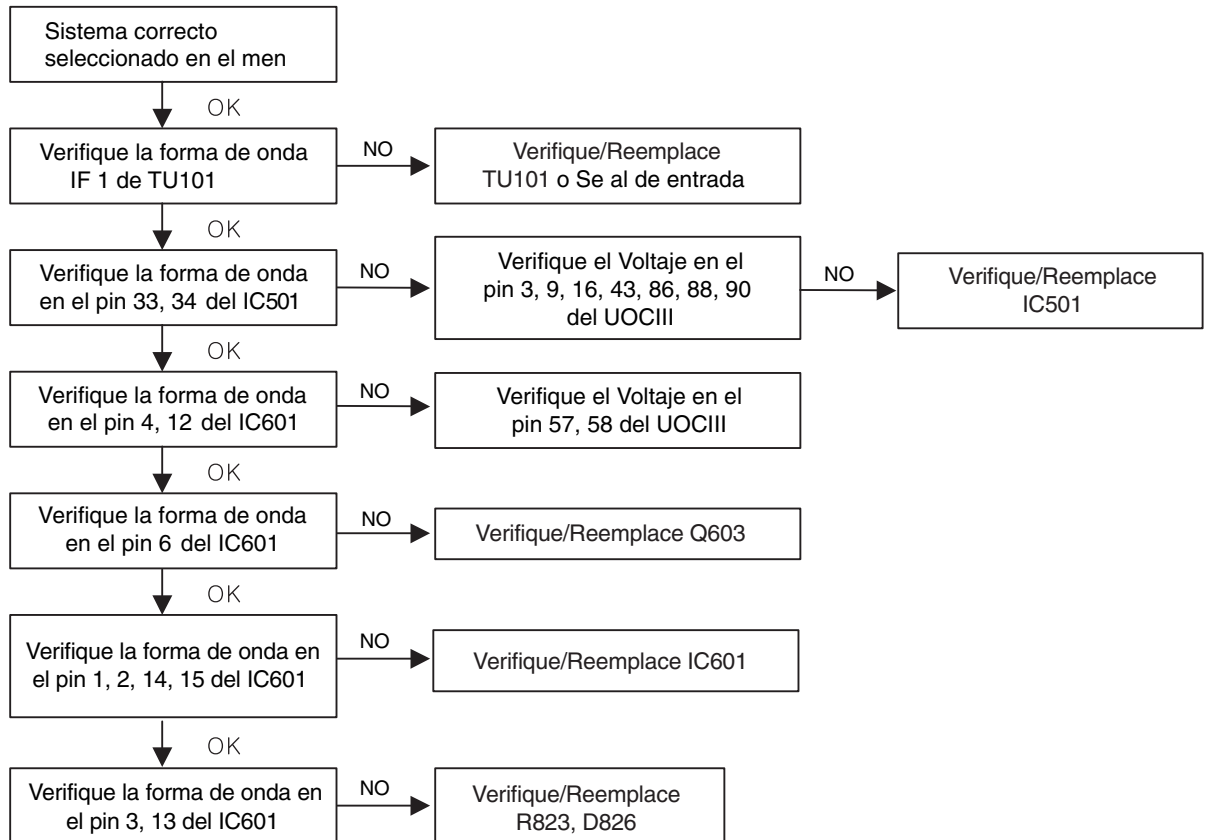 Sistema correcto
seleccionado en el men
OK
Verifique la forma de onda
IF 1 de TU101
NO
Verifique/Reemplace
TU101 o Se al de entrada
OK
Verifique la forma de onda
en el pin 33, 34 del IC501
NO
Verifique el Voltaje en el
pin 3, 9, 16, 43, 86, 88, 90
del UOCIII
NO
Verifique/Reemplace
IC501
OK
Verifique la forma de onda
en el pin 4, 12 del IC601
NO
Verifique el Voltaje en el
pin 57, 58 del UOCIII
OK
Verifique la forma de onda
en el pin 6 del IC601
NO
Verifique/Reemplace Q603
OK
Verifique la forma de onda en
el pin 1, 2, 14, 15 del IC601
NO
Verifique/Reemplace IC601
OK
Verifique la forma de onda en
el pin 3, 13 del IC601
NO
Verifique/Reemplace
R823, D826